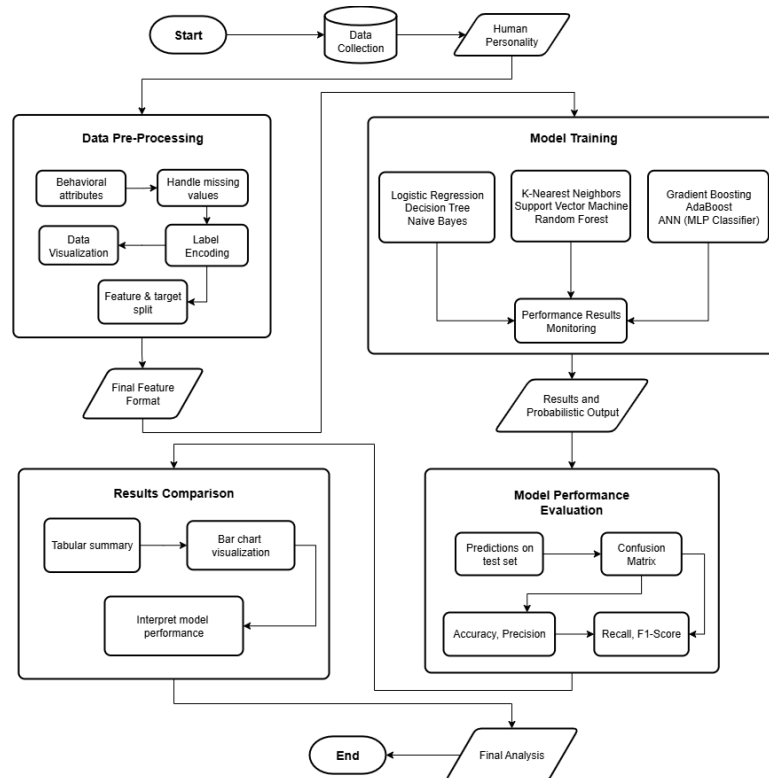 Start
Data
Collection
Human
Personality
Data Pre-Processing
Behavioral
attributes
Handle missing
values
Data
Visualization
Label
Encoding
Feature & target
split
Final Feature
Format
Model Training
Logistic Regression
Decision Tree
Naive Bayes
K-Nearest Neighbors
Support Vector Machine
Random Forest
Gradient Boosting
AdaBoost
ANN (MLP Classifier)
Performance Results
Monitoring
Results and
Probabilistic Output
Model Performance
Evaluation
Predictions on
test set
Confusion
Matrix
Accuracy, Precision
Recall, F1-Score
Results Comparison
Tabular summary
Bar chart
visualization
Interpret model
performance
Final Analysis
End